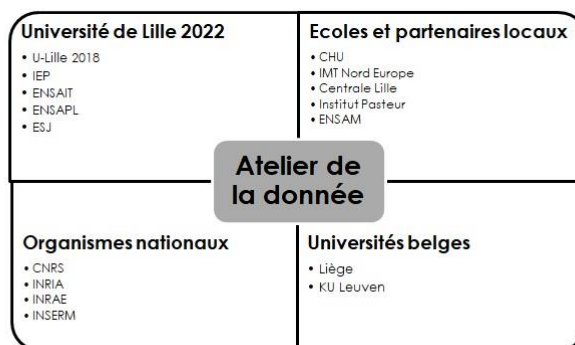 Université de Lille 2022
• U-Lille 2018
• IEP
• ENSAIT
• ENSAPL
• ESJ
Ecoles et partenaires locaux
• CHU
• IMT Nord Europe
• Centrale Lille
• Institut Pasteur
• ENSAM
Atelier de
la donnée
Organismes nationaux
• CNRS
• INRIA
• INRAE
• INSERM
Universités belges
• Liège
• KU Leuven